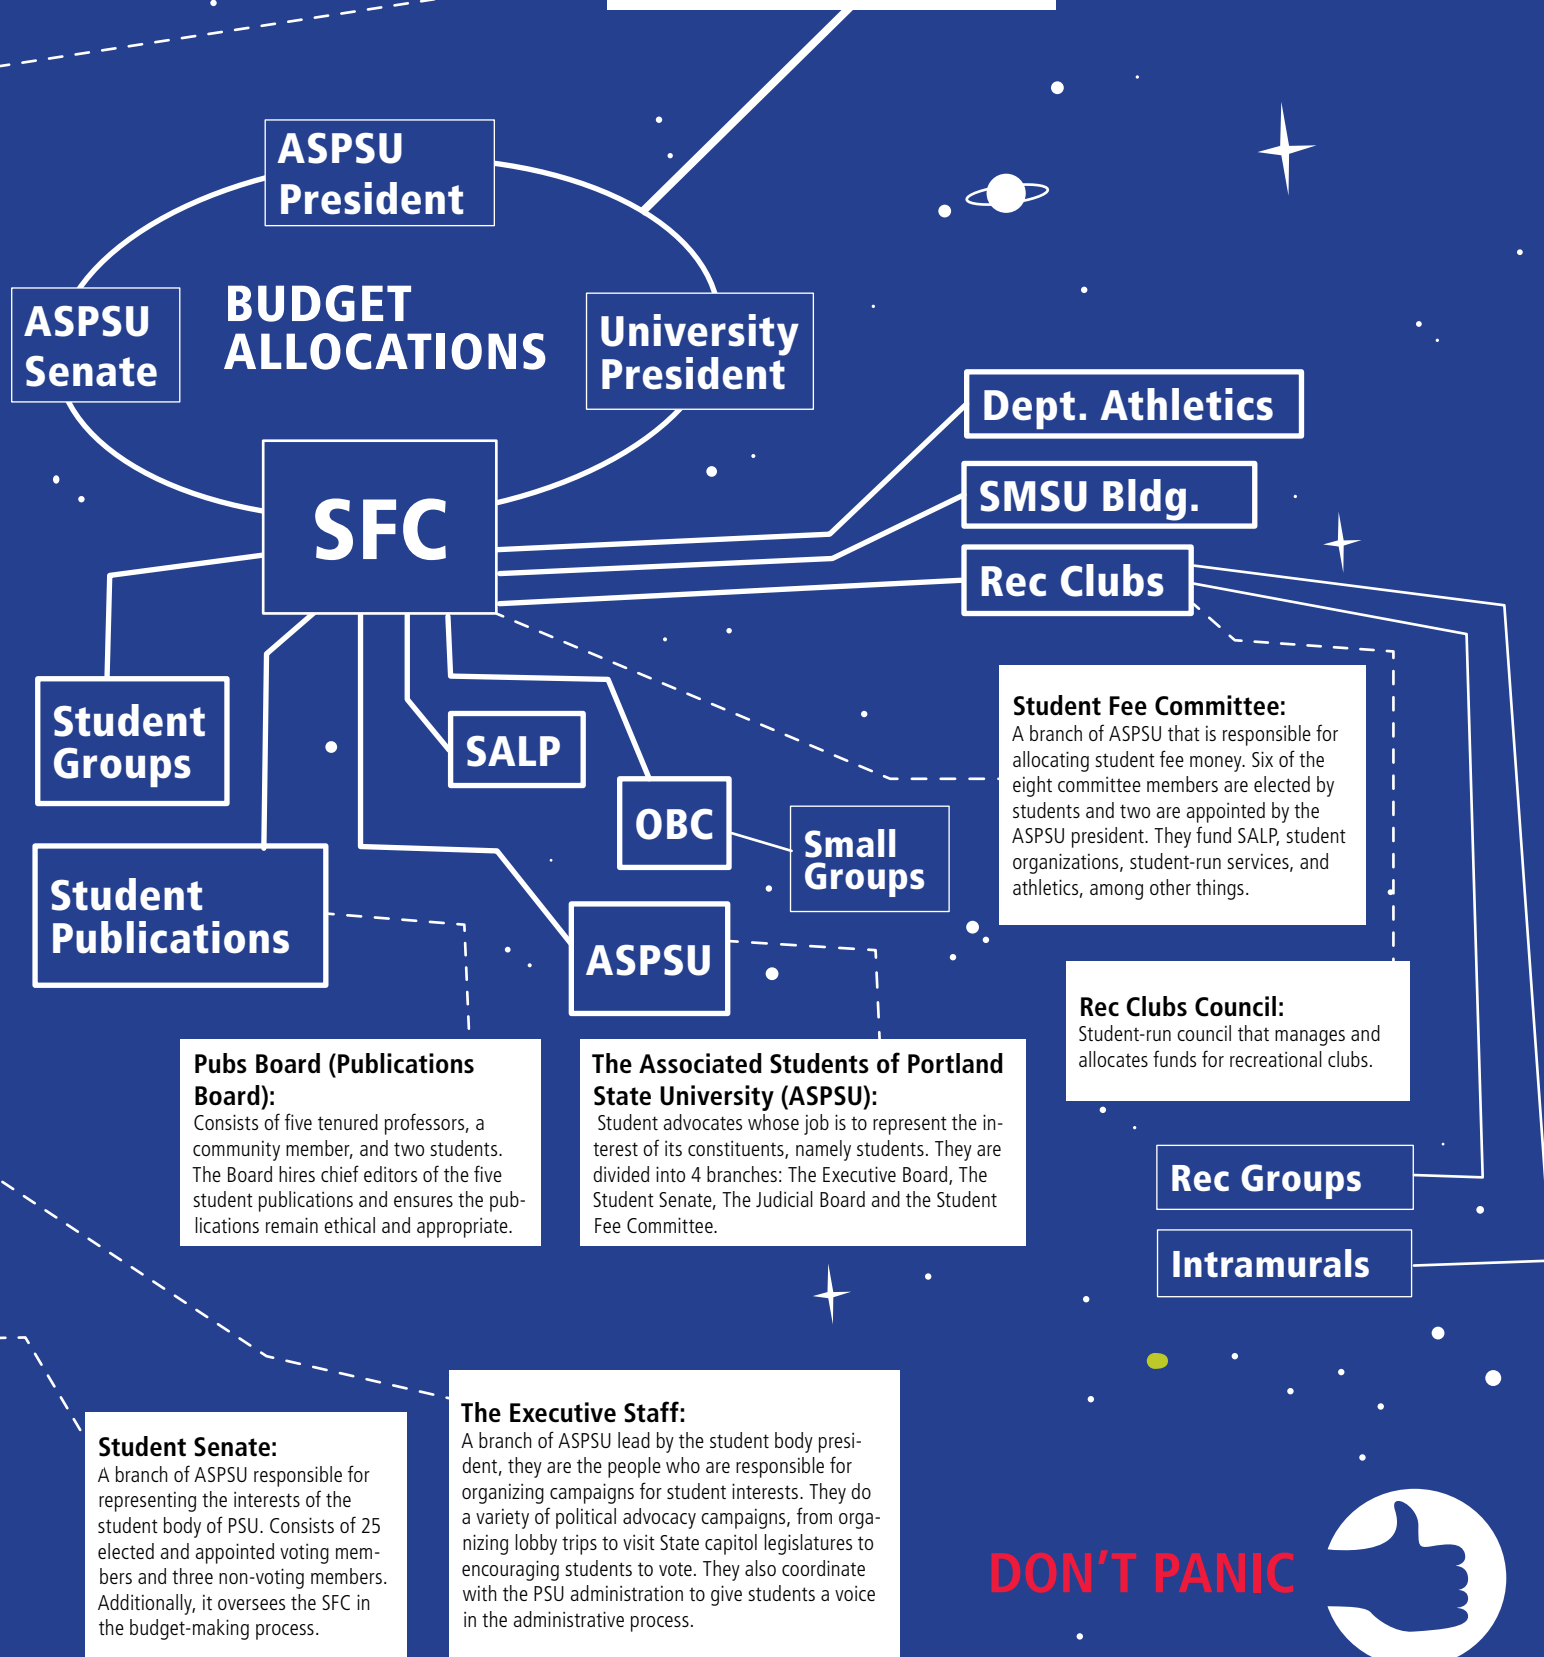 ASPSU
President
ASPSU
Senate
BUDGET
ALLOCATIONS
University
President
SFC
Dept. Athletics
SMSU Bldg.
Rec Clubs
Student
Groups
SALP
OBC
Small
Groups
Student
Publications
ASPSU
Student Fee Committee:
A branch of ASPSU that is responsible for
allocating student fee money. Six of the
eight committee members are elected by
students and two are appointed by the
ASPSU president. They fund SALP, student
organizations, student-run services, and
athletics, among other things.
Rec Clubs Council:
Student-run council that manages and
allocates funds for recreational clubs.
Pubs Board (Publications
Board):
Consists of five tenured professors, a
community member, and two students.
The Board hires chief editors of the five
student publications and ensures the pub-
lications remain ethical and appropriate.
The Associated Students of Portland
State University (ASPSU):
Student advocates whose job is to represent the in-
terest of its constituents, namely students. They are
divided into 4 branches: The Executive Board, The
Student Senate, The Judicial Board and the Student
Fee Committee.
Rec Groups
Intramurals
Student Senate:
A branch of ASPSU responsible for
representing the interests of the
student body of PSU. Consists of 25
elected and appointed voting mem-
bers and three non-voting members.
Additionally, it oversees the SFC in
the budget-making process.
The Executive Staff:
A branch of ASPSU lead by the student body presi-
dent, they are the people who are responsible for
organizing campaigns for student interests. They do
a variety of political advocacy campaigns, from orga-
nizing lobby trips to visit State capitol legislatures to
encouraging students to vote. They also coordinate
with the PSU administration to give students a voice
in the administrative process.
DON'T PANIC